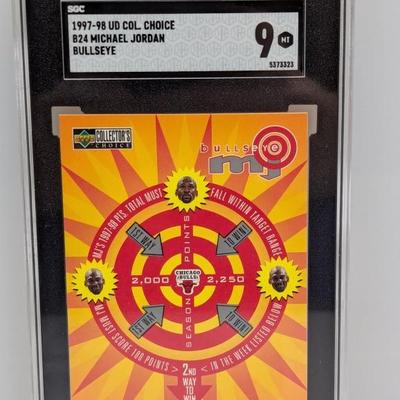 SGC
1997-98 UD COL. CHOICE
B24 MICHAEL JORDAN
BULLSEYE
9 MT
5373323
UPPER DECK
COLLECTOR'S
CHOICE
bullseye
mj
MJ'S 1997-98 PTS. TOTAL MUST
FALL WITHIN TARGET RANGE
1ST WAY
TO WIN!
POINTS
2,000
CHICAGO
BULLS
2,250
SEASON
1ST WAY
TO WIN!
MJ MUST SCORE 100 POINTS >
< IN THE WEEK LISTED BELOW
2ND
WAY TO
WIN